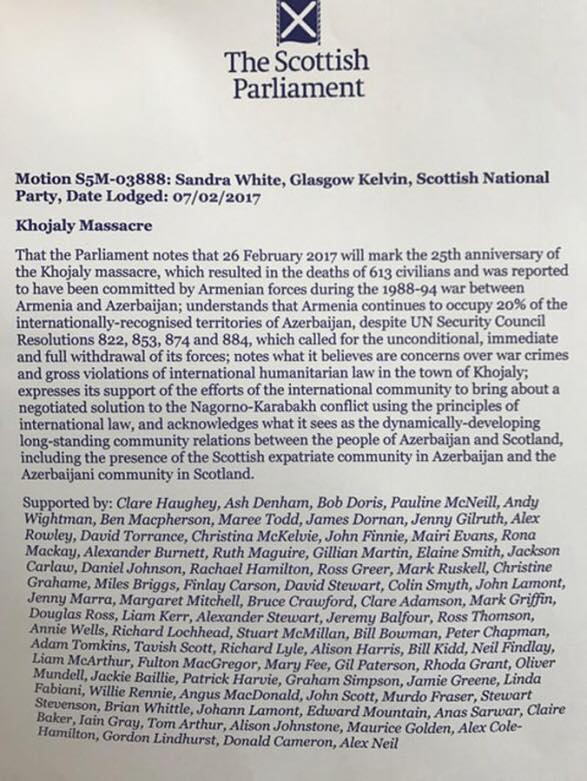 The Scottish
Parliament
Motion S5M-03888: Sandra White, Glasgow Kelvin, Scottish National
Party, Date Lodged: 07/02/2017
Khojaly Massacre
That the Parliament notes that 26 February 2017 will mark the 25th anniversary of
the Khojaly massacre, which resulted in the deaths of 613 civilians and was reported
to have been committed by Armenian forces during the 1988-94 war between
Armenia and Azerbaijan; understands that Armenia continues to occupy 20% of the
internationally-recognised territories of Azerbaijan, despite UN Security Council
Resolutions 822, 853, 874 and 884, which called for the unconditional, immediate
and full withdrawal of its forces; notes what it believes are concerns over war crimes
and gross violations of international humanitarian law in the town of Khojaly;
expresses its support of the efforts of the international community to bring about a
negotiated solution to the Nagorno-Karabakh conflict using the principles of
international law, and acknowledges what it sees as the dynamically-developing
long-standing community relations between the people of Azerbaijan and Scotland,
including the presence of the Scottish expatriate community in Azerbaijan and the
Azerbaijani community in Scotland.
Supported by: Clare Haughey, Ash Denham, Bob Doris, Pauline McNeill, Andy
Wightman, Ben Macpherson, Maree Todd, James Dornan, Jenny Gilruth, Alex
Rowley, David Torrance, Christina McKelvie, John Finnie, Mairi Evans, Rona
Mackay, Alexander Burnett, Ruth Maguire, Gillian Martin, Elaine Smith, Jackson
Carlaw, Daniel Johnson, Rachael Hamilton, Ross Greer, Mark Ruskell, Christine
Grahame, Miles Briggs, Finlay Carson, David Stewart, Colin Smyth, John Lamont,
Jenny Marra, Margaret Mitchell, Bruce Crawford, Clare Adamson, Mark Griffin,
Douglas Ross, Liam Kerr, Alexander Stewart, Jeremy Balfour, Ross Thomson,
Annie Wells, Richard Lochhead, Stuart McMillan, Bill Bowman, Peter Chapman,
Adam Tomkins, Tavish Scott, Richard Lyle, Alison Harris, Bill Kidd, Neil Findlay,
Liam McArthur, Fulton MacGregor, Mary Fee, Gil Paterson, Rhoda Grant, Oliver
Mundell, Jackie Baillie, Patrick Harvie, Graham Simpson, Jamie Greene, Linda
Fabiani, Willie Rennie, Angus MacDonald, John Scott, Murdo Fraser, Stewart
Stevenson, Brian Whittle, Johann Lamont, Edward Mountain, Anas Sarwar, Claire
Baker, Iain Gray, Tom Arthur, Alison Johnstone, Maurice Golden, Alex Cole-
Hamilton, Gordon Lindhurst, Donald Cameron, Alex Neil